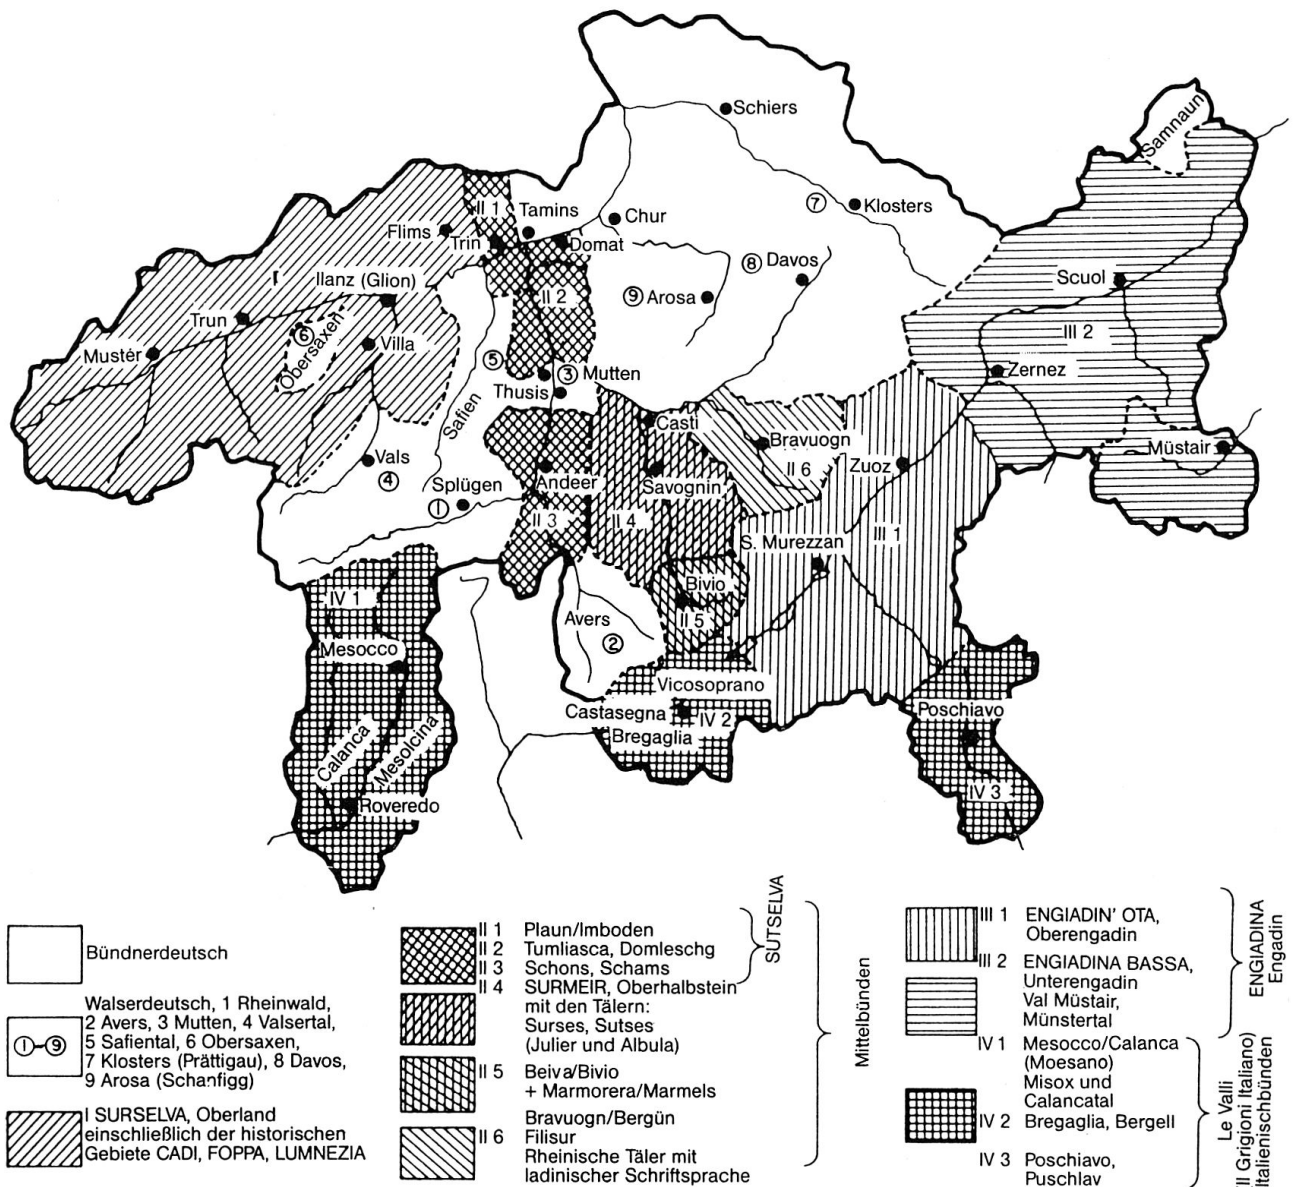 Schiers
Samnaun
7
Klosters
II 1
Tamins
Chur
Flims
Trin
Domat
8 Davos
Scuol
I
Ilanz (Glion)
II 2
9 Arosa
Trun
6
Obersaxen
III 2
Mustér
Villa
5
3 Mutten
Zernez
Thusis
Safien
Casti
Bravuogn
Müstair
Vals
II 6
Zuoz
4
Splügen
Andeer
Savognin
1
II 3
II 4
III 1
S. Murezzan
IV 1
Bivio
II 5
Avers
2
Mesocco
Vicosoprano
Castasegna
IV 2
Bregaglia
Poschiavo
Calanca
Mesolcina
IV 3
Roveredo
Bündnerdeutsch
1-9
Walserdeutsch, 1 Rheinwald,
2 Avers, 3 Mutten, 4 Valsertal,
5 Safiental, 6 Obersaxen,
7 Klosters (Prättigau), 8 Davos,
9 Arosa (Schanfigg)
I SURSELVA, Oberland
einschließlich der historischen
Gebiete CADI, FOPPA, LUMNEZIA
II 1 Plaun/Imboden
II 2 Tumliasca, Domleschg
II 3 Schons, Schams
II 4 SURMEIR, Oberhalbstein
mit den Tälern:
Surses, Sutses
(Julier und Albula)
II 5 Beiva/Bivio
+ Marmorera/Marmels
Bravuogn/Bergün
II 6 Filisur
Rheinische Täler mit
ladinischer Schriftsprache
SUTSELVA
Mittelbünden
III 1 ENGIADIN' OTA,
Oberengadin
III 2 ENGIADINA BASSA,
Unterengadin
Val Müstair,
Münstertal
IV 1 Mesocco/Calanca
(Moesano)
Misox und
Calancatal
IV 2 Bregaglia, Bergell
IV 3 Poschiavo,
Puschlav
ENGIADINA
Engadin
Le Valli
(Il Grigioni Italiano)
Italienischbünden